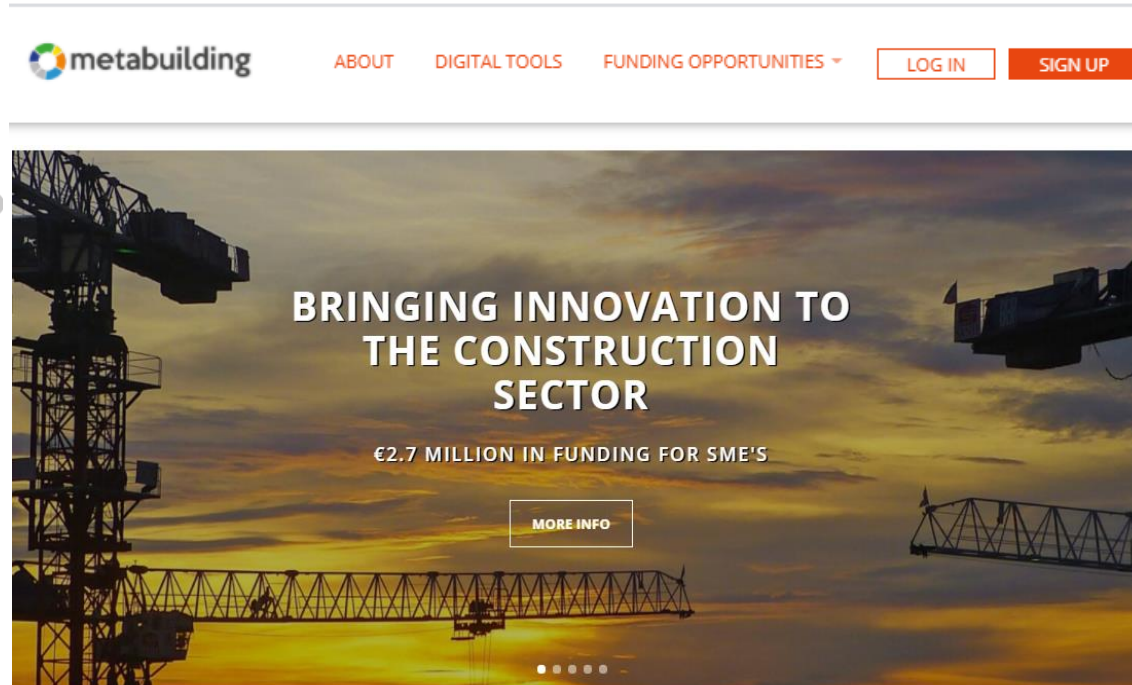 metabuilding
ABOUT DIGITAL TOOLS FUNDING OPPORTUNITIES LOG IN SIGN UP
BRINGING INNOVATION TO
THE CONSTRUCTION
SECTOR
€2.7 MILLION IN FUNDING FOR SME'S
MORE INFO